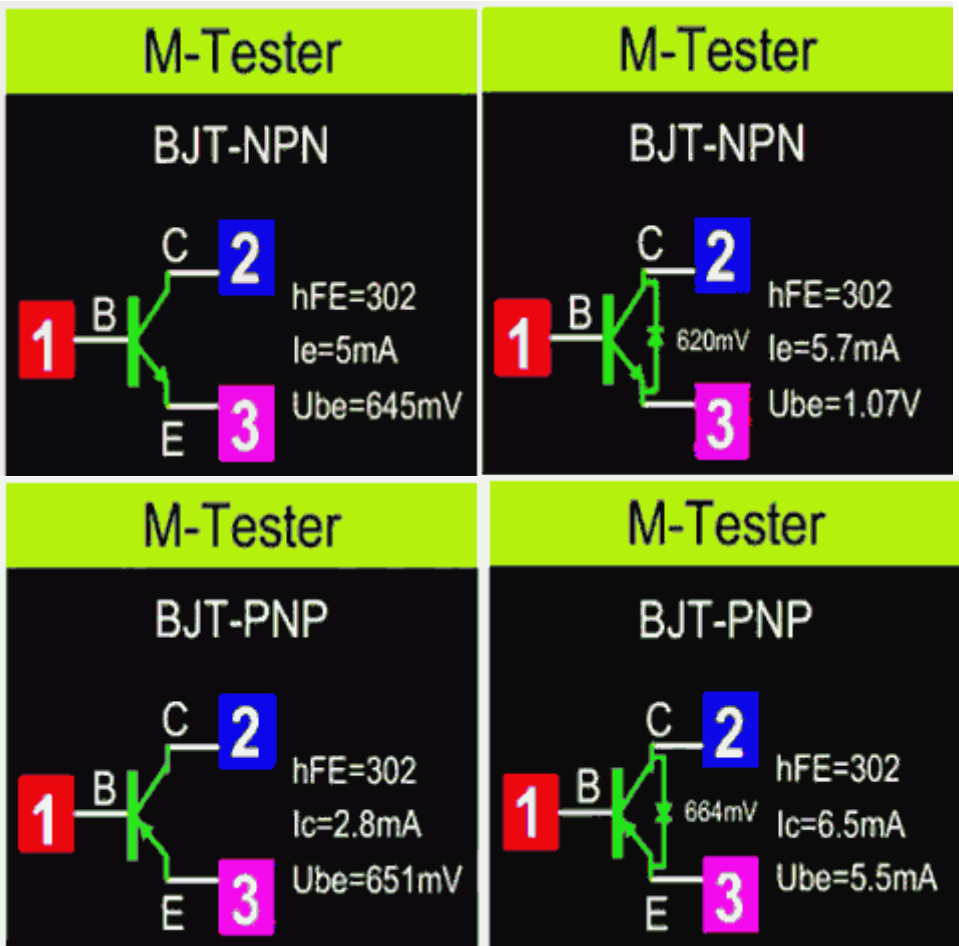 M-Tester
BJT-NPN
C
2
1
B
hFE=302
Ie=5mA
Ube=645mV
3
E
M-Tester
BJT-NPN
C
2
1
B
620mV
hFE=302
Ie=5.7mA
Ube=1.07V
3
M-Tester
BJT-PNP
C
2
1
B
hFE=302
Ic=2.8mA
Ube=651mV
3
E
M-Tester
BJT-PNP
C
2
1
B
664mV
hFE=302
Ic=6.5mA
Ube=5.5mA
3
E